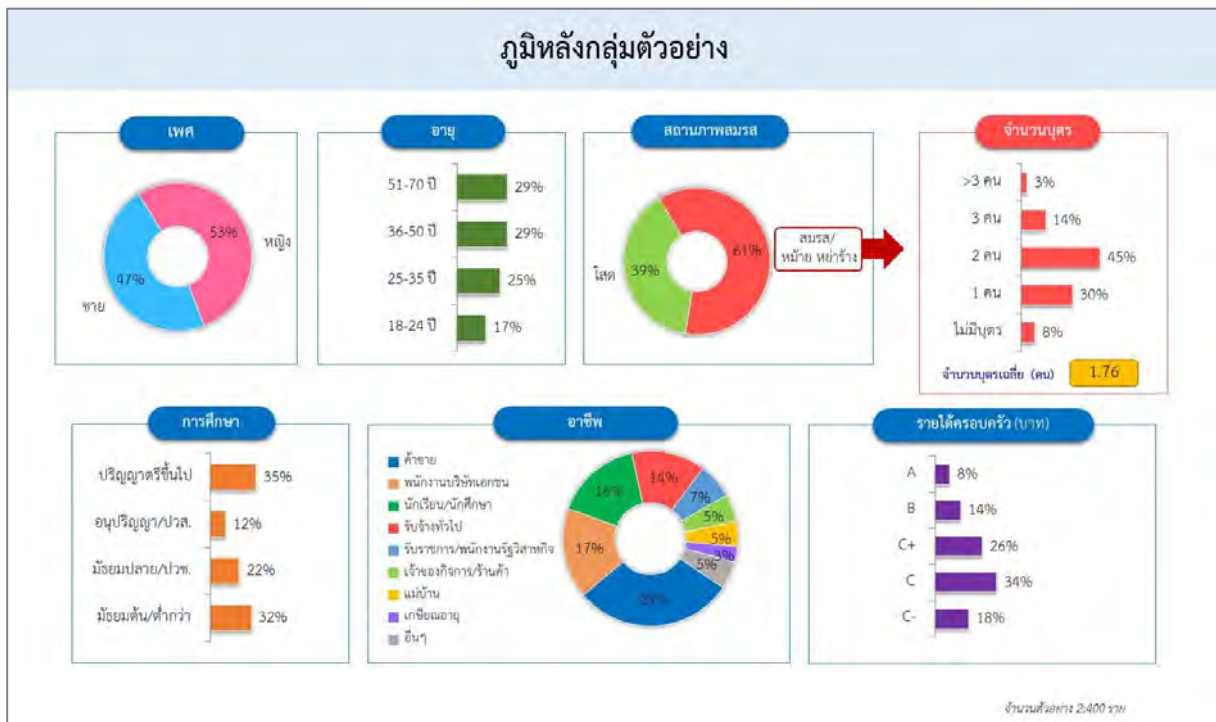 ภูมิหลังกลุ่มตัวอย่าง
เพศ
53%
หญิง
47%
ชาย
อายุ
51-70 ปี 29%
36-50 ปี 29%
25-35 ปี 25%
18-24 ปี 17%
สถานภาพสมรส
61%
39%
โสด
สมรส/
หม้าย หย่าร้าง
จำนวนบุตร
>3 คน 3%
3 คน 14%
2 คน 45%
1 คน 30%
ไม่มีบุตร 8%
จำนวนบุตรเฉลี่ย (คน) 1.76
การศึกษา
ปริญญาตรีขึ้นไป 35%
อนุปริญญา/ปวส. 12%
มัธยมปลาย/ปวช. 22%
มัธยมต้น/ต่ำกว่า 32%
อาชีพ
ค้าขาย
พนักงานบริษัทเอกชน
นักเรียน/นักศึกษา
รับจ้างทั่วไป
รับราชการ/พนักงานรัฐวิสาหกิจ
เจ้าของกิจการ/ร้านค้า
แม่บ้าน
เกษียณอายุ
อื่นๆ
14%
16%
7%
5%
17%
5%
3%
5%
รายได้ครอบครัว (บาท)
A 8%
B 14%
C+ 26%
C 34%
C- 18%
จำนวนตัวอย่าง 2,400 ราย